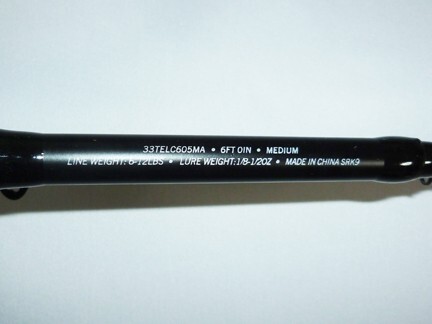 33TELC605MA • 6FT 0IN • MEDIUM
LINE WEIGHT: 6-12LBS • LURE WEIGHT:1/8-1/2OZ • MADE IN CHINA SRK9